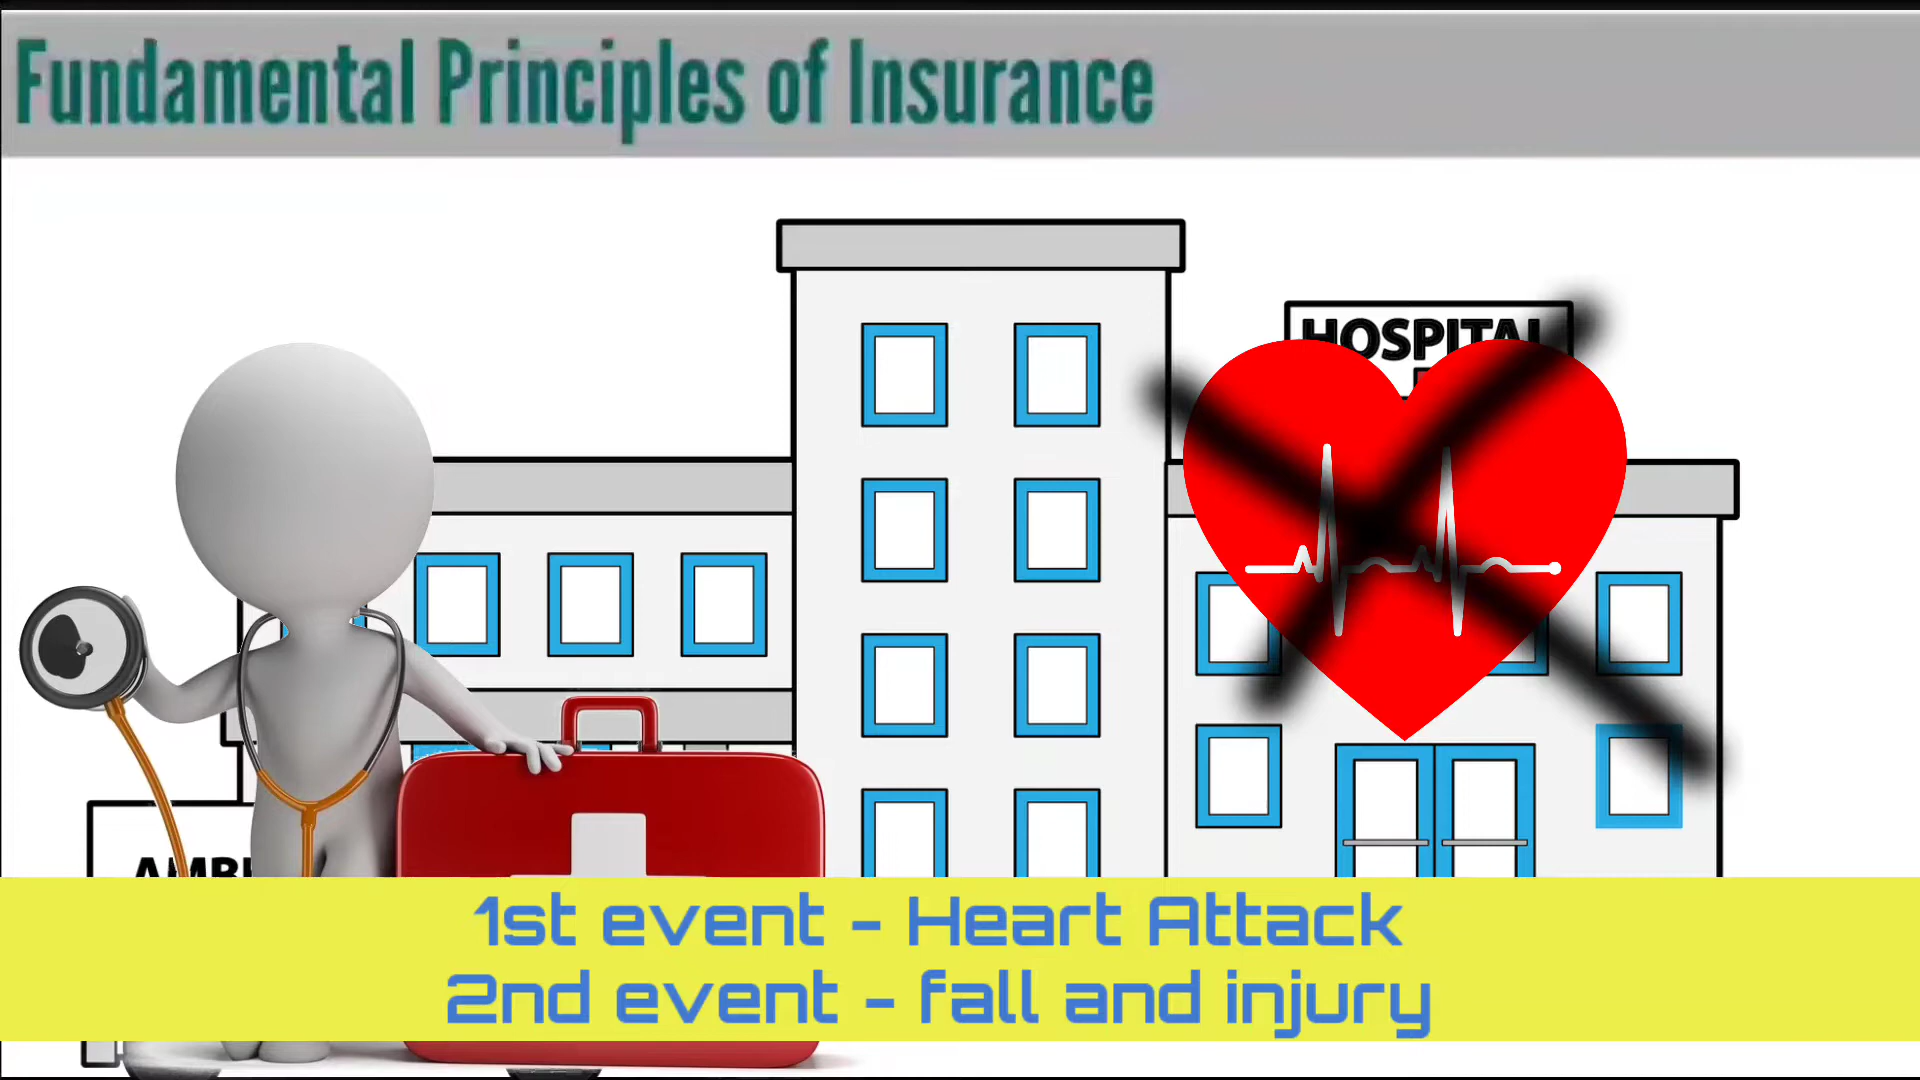 Fundamental Principles of Insurance
HOSPITAL
1st event - Heart Attack
2nd event - fall and injury